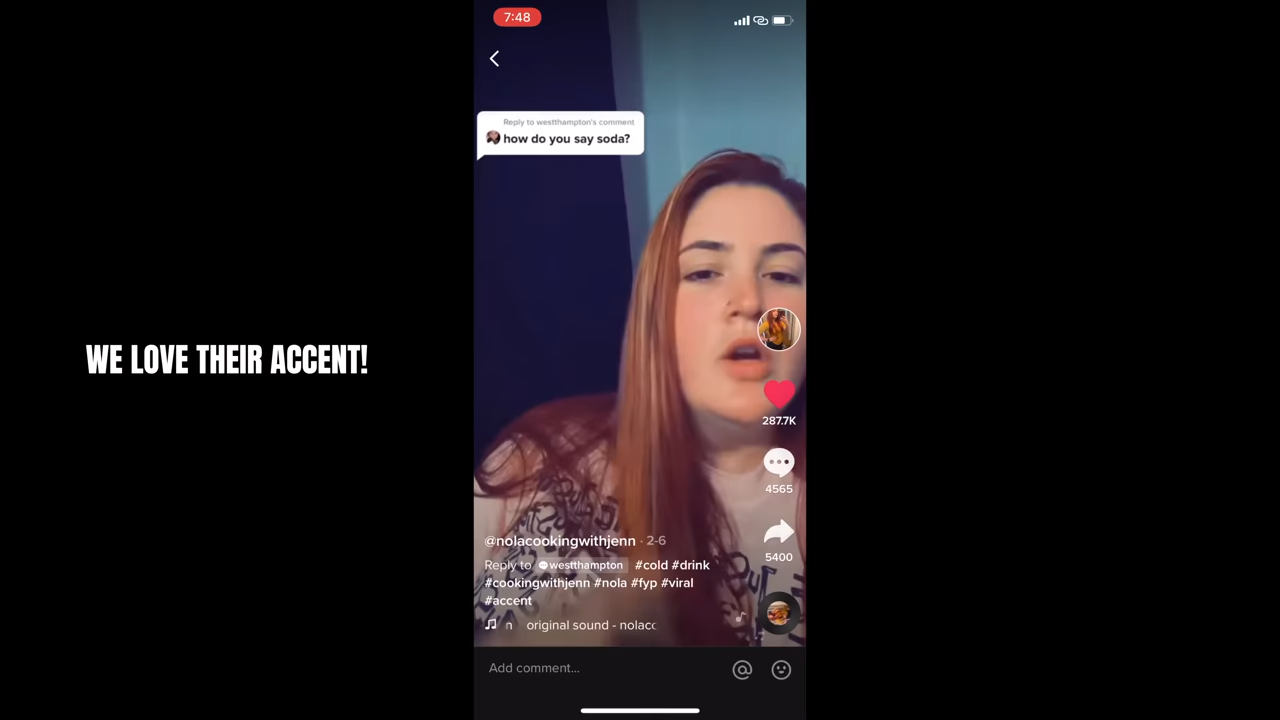 7:48
Reply to westthampton's comment
how do you say soda?
WE LOVE THEIR ACCENT!
287.7K
4565
5400
@nolacookingwithjenn · 2-6
Reply to westthampton #cold #drink
#cookingwithjenn #nola #fyp #viral
#accent
n original sound - nolacc
Add comment...